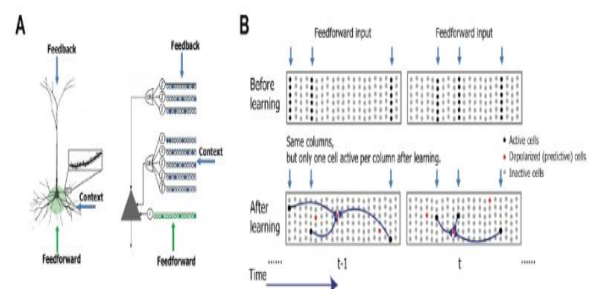 A
Feedback
Context
Feedforward
Feedback
Context
Feedforward
B
Feedforward input
Feedforward input
Before
learning
Same columns,
but only one cell active per column after learning.
Active cells
Depolarized (predictive) cells
Inactive cells
After
learning
t-1
t
Time